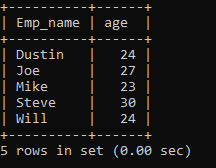 +----------+------+
| Emp_name | age  |
+----------+------+
| Dustin   |   24 |
| Joe      |   27 |
| Mike     |   23 |
| Steve    |   30 |
| Will     |   24 |
+----------+------+
5 rows in set (0.00 sec)